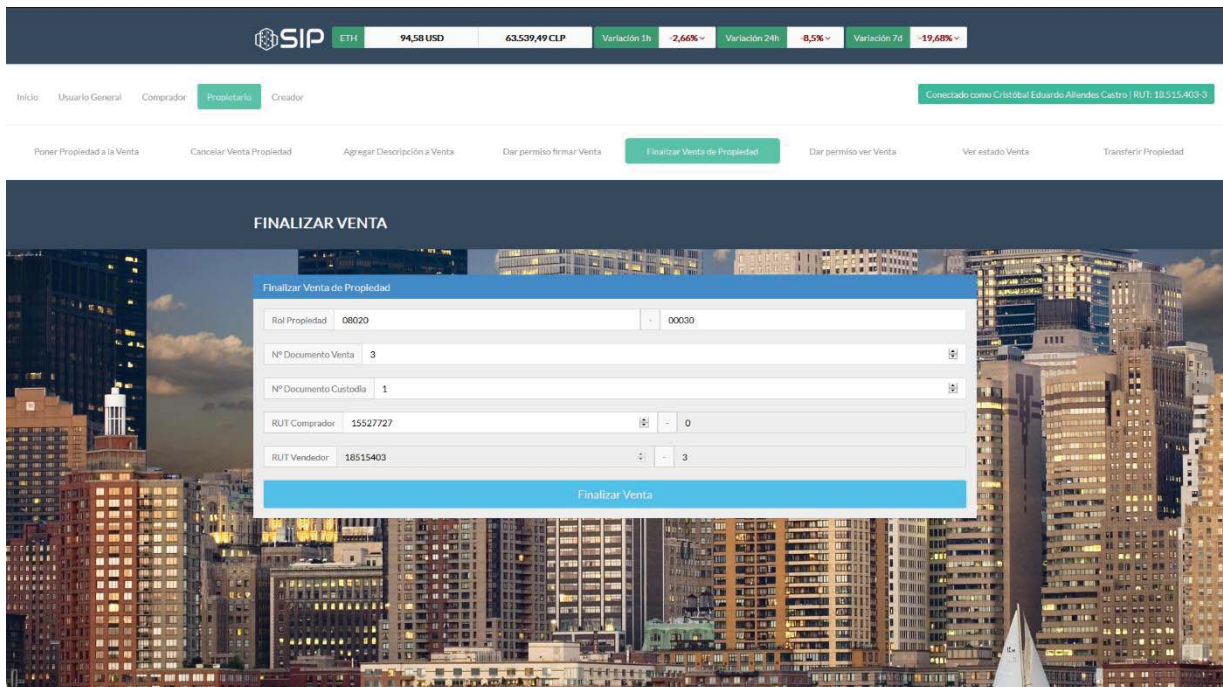 SIP ETH 94,58 USD 63.539,49 CLP Variación 1h -2,66% Variación 24h -8,5% Variación 7d -19,68%
Inicio Usuario General Comprador Propietario Creador Conectado como Cristóbal Eduardo Allendes Castro | RUT: 18.515.403-3
Poner Propiedad a la Venta Cancelar Venta Propiedad Agregar Descripción a Venta Dar permiso firmar Venta Finalizar Venta de Propiedad Dar permiso ver Venta Ver estado Venta Transferir Propiedad
FINALIZAR VENTA
Finalizar Venta de Propiedad
Rol Propiedad 08020 - 00030
Nº Documento Venta 3
Nº Documento Custodia 1
RUT Comprador 15527727 - 0
RUT Vendedor 18515403 - 3
Finalizar Venta